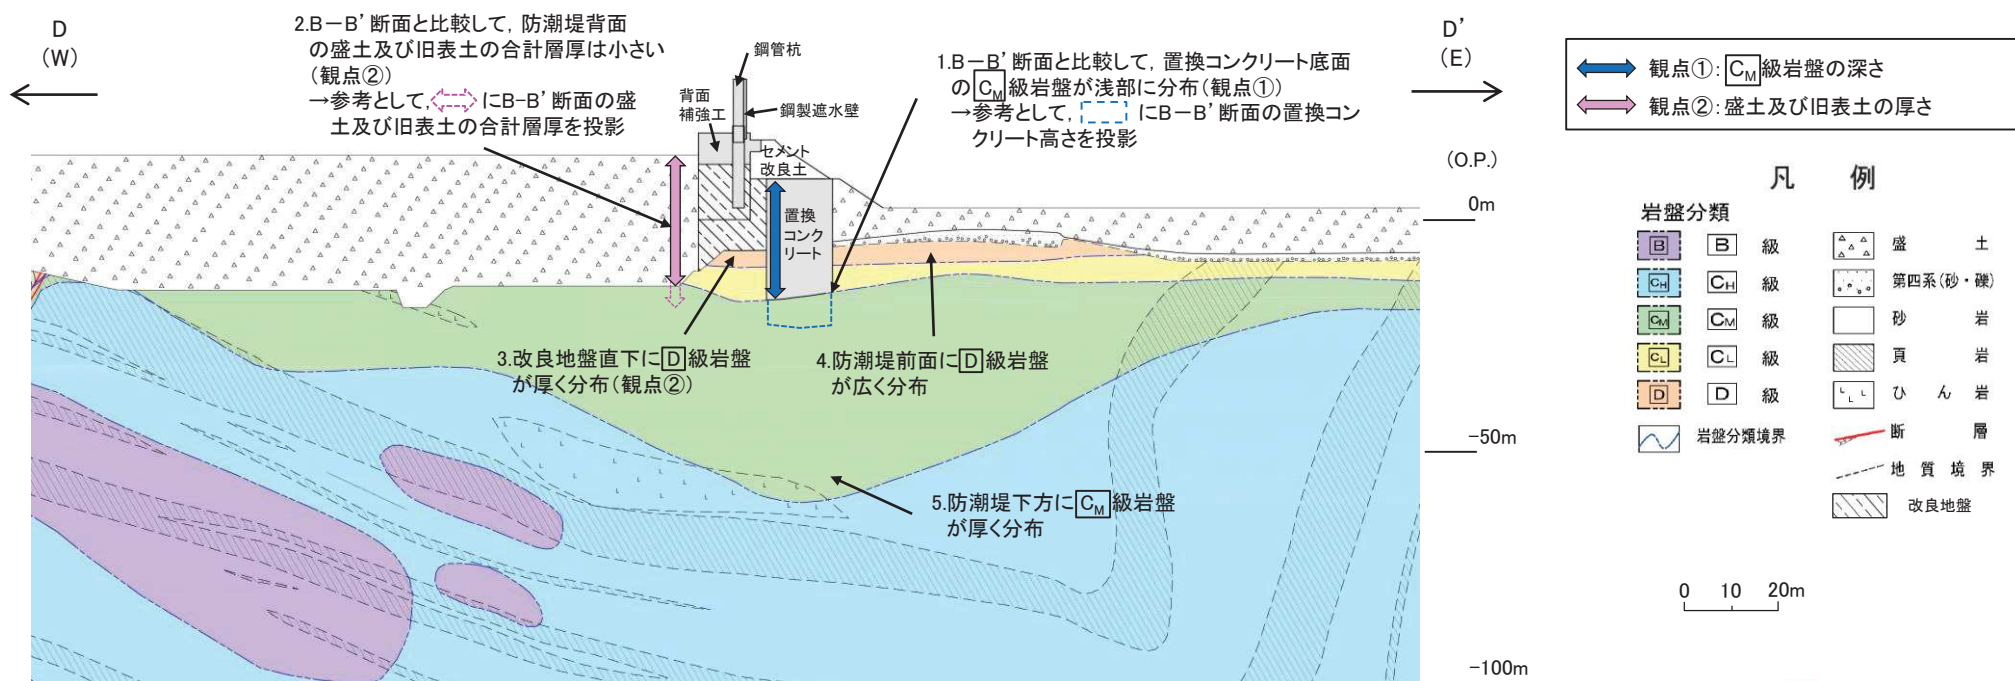 D
(W)
2.B-B’断面と比較して，防潮堤背面
の盛土及び旧表土の合計層厚は小さい
(観点②)
→参考として，にB-B’断面の盛
土及び旧表土の合計層厚を投影
鋼管杭
背面
補強工
鋼製遮水壁
セメント
改良土
置換
コンク
リート
1.B-B’断面と比較して，置換コンクリート底面
のCM級岩盤が浅部に分布(観点①)
→参考として，にB-B’断面の置換コン
クリート高さを投影
D’
(E)
3.改良地盤直下にD級岩盤
が厚く分布(観点②)
4.防潮堤前面にD級岩盤
が広く分布
5.防潮堤下方にCM級岩盤
が厚く分布
(O.P.)
0m
-50m
-100m
観点①：CM級岩盤の深さ
観点②：盛土及び旧表土の厚さ
凡 例
岩盤分類
B B 級
CH CH 級
CM CM 級
CL CL 級
D D 級
岩盤分類境界
盛 土
第四系(砂・礫)
砂 岩
頁 岩
ひ ん 岩
断 層
地 質 境 界
改良地盤
0 10 20m